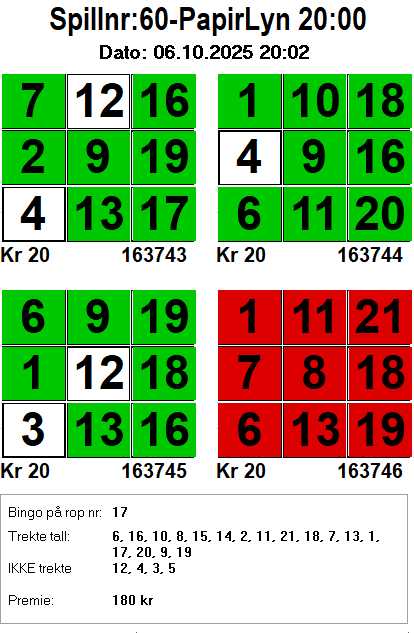 Spillnr:60-PapirLyn 20:00
Dato: 06.10.2025 20:02
7 12 16
2 9 19
4 13 17
Kr 20 163743
1 10 18
4 9 16
6 11 20
Kr 20 163744
6 9 19
1 12 18
3 13 16
Kr 20 163745
1 11 21
7 8 18
6 13 19
Kr 20 163746
Bingo på rop nr: 17
Trekte tall: 6, 16, 10, 8, 15, 14, 2, 11, 21, 18, 7, 13, 1,
17, 20, 9, 19
IKKE trekte 12, 4, 3, 5
Premie: 180 kr